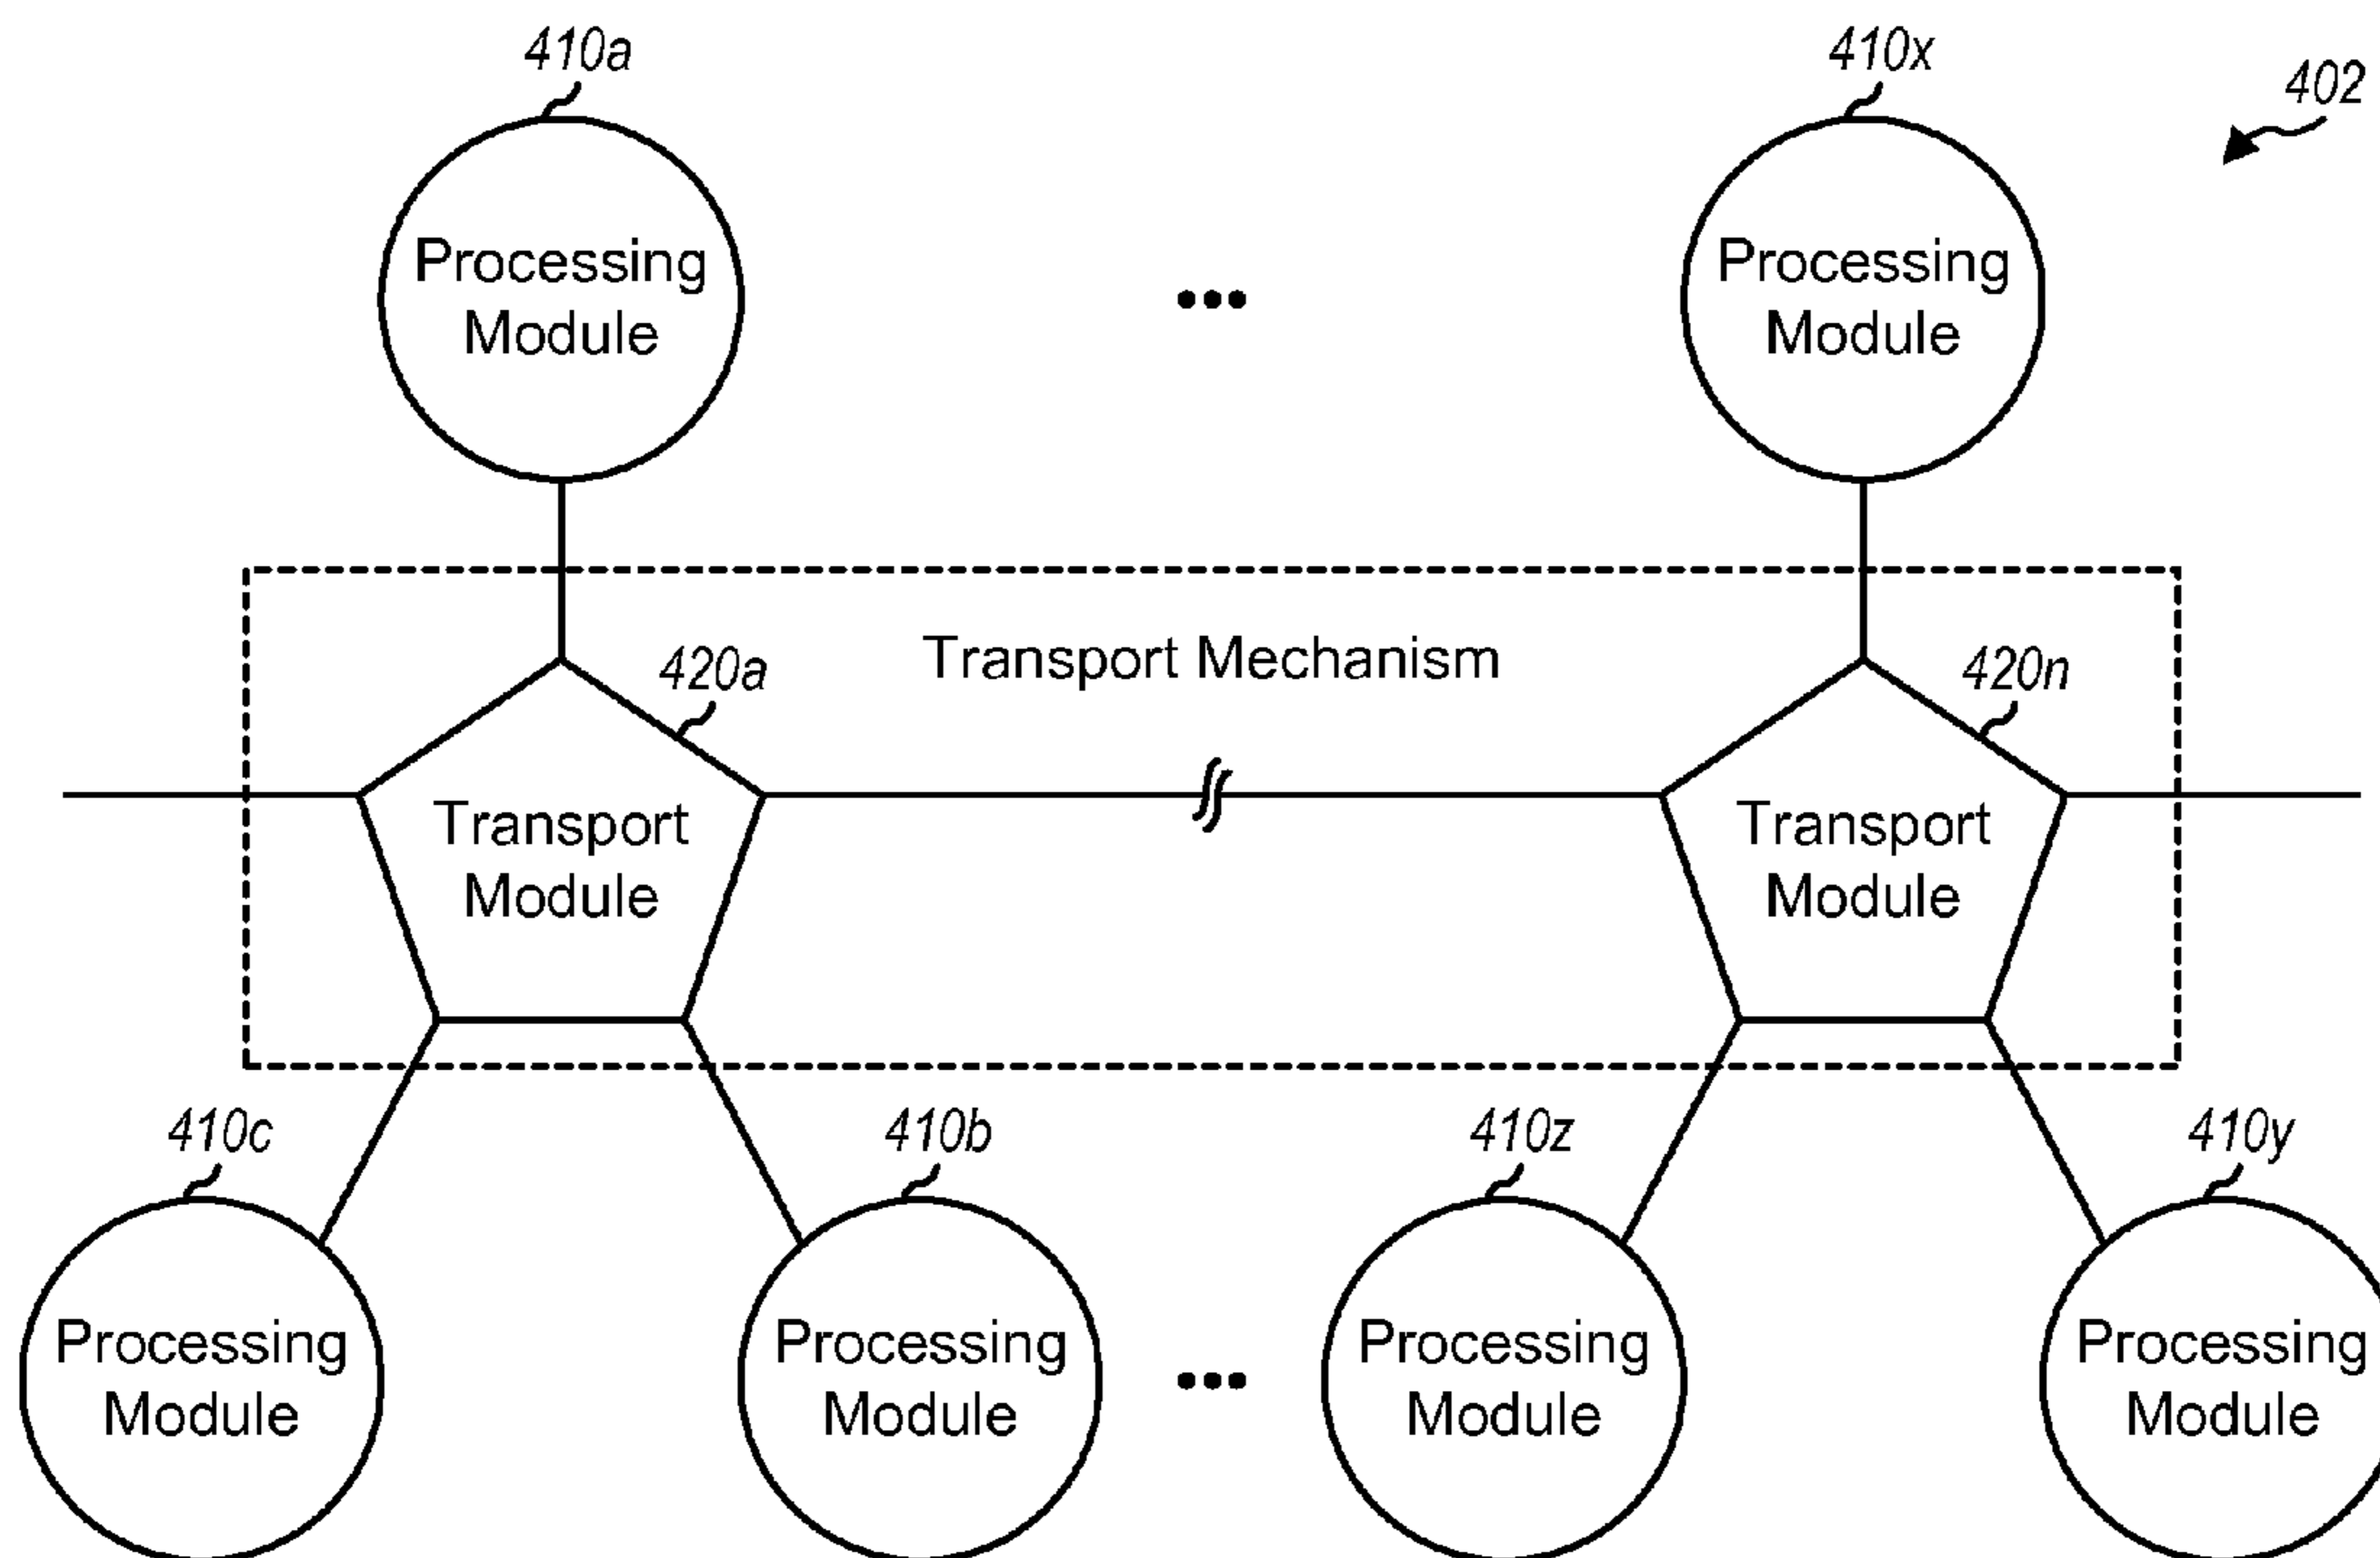 410a
410x
402
Processing
Module
•••
Processing
Module
Transport Mechanism
420a
420n
Transport
Module
Transport
Module
410c
410b
410z
410y
Processing
Module
Processing
Module
•••
Processing
Module
Processing
Module